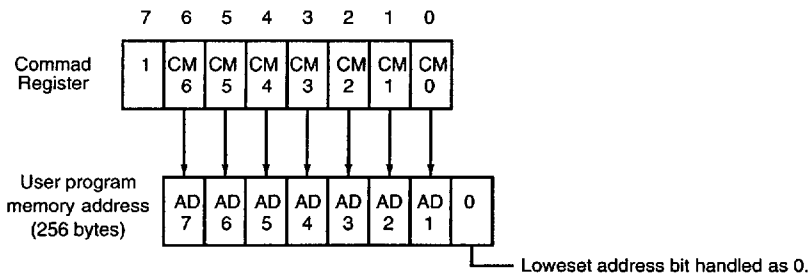 7 6 5 4 3 2 1 0
Commad
Register
1 CM CM CM CM CM CM CM
6 5 4 3 2 1 0
User program
memory address
(256 bytes)
AD AD AD AD AD AD AD 0
7 6 5 4 3 2 1
Loweset address bit handled as 0.